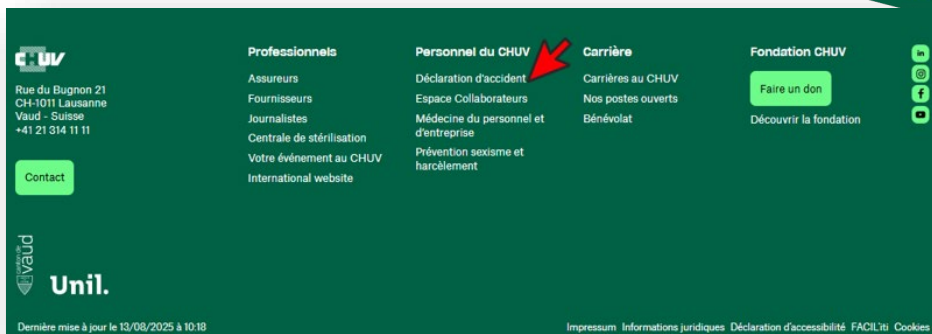 CHUV
Rue du Bugnon 21
CH-1011 Lausanne
Vaud - Suisse
+41 21 314 11 11
Contact
Professionnels
Assureurs
Fournisseurs
Journalistes
Centrale de stérilisation
Votre événement au CHUV
International website
Personnel du CHUV
Déclaration d'accident
Espace Collaborateurs
Médecine du personnel et
d'entreprise
Prévention sexisme et
harcèlement
Carrière
Carrières au CHUV
Nos postes ouverts
Bénévolat
Fondation CHUV
Faire un don
Découvrir la fondation
in
f
canton de
vaud
Unil.
Dernière mise à jour le 13/08/2025 à 10:18
Impressum Informations juridiques Déclaration d'accessibilité FACIL'iti Cookies